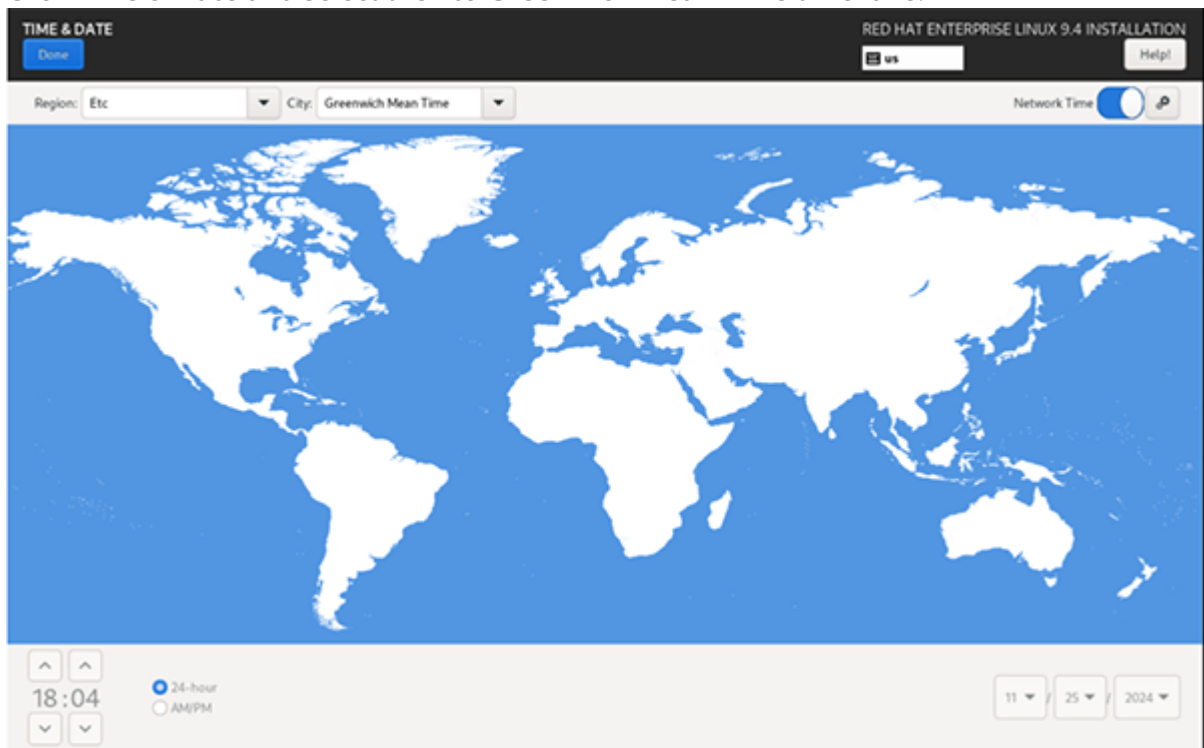 TIME & DATE
RED HAT ENTERPRISE LINUX 9.4 INSTALLATION
Done
us
Help!
Region: Etc
City: Greenwich Mean Time
Network Time
18:04
24-hour
AM/PM
11 / 25 / 2024